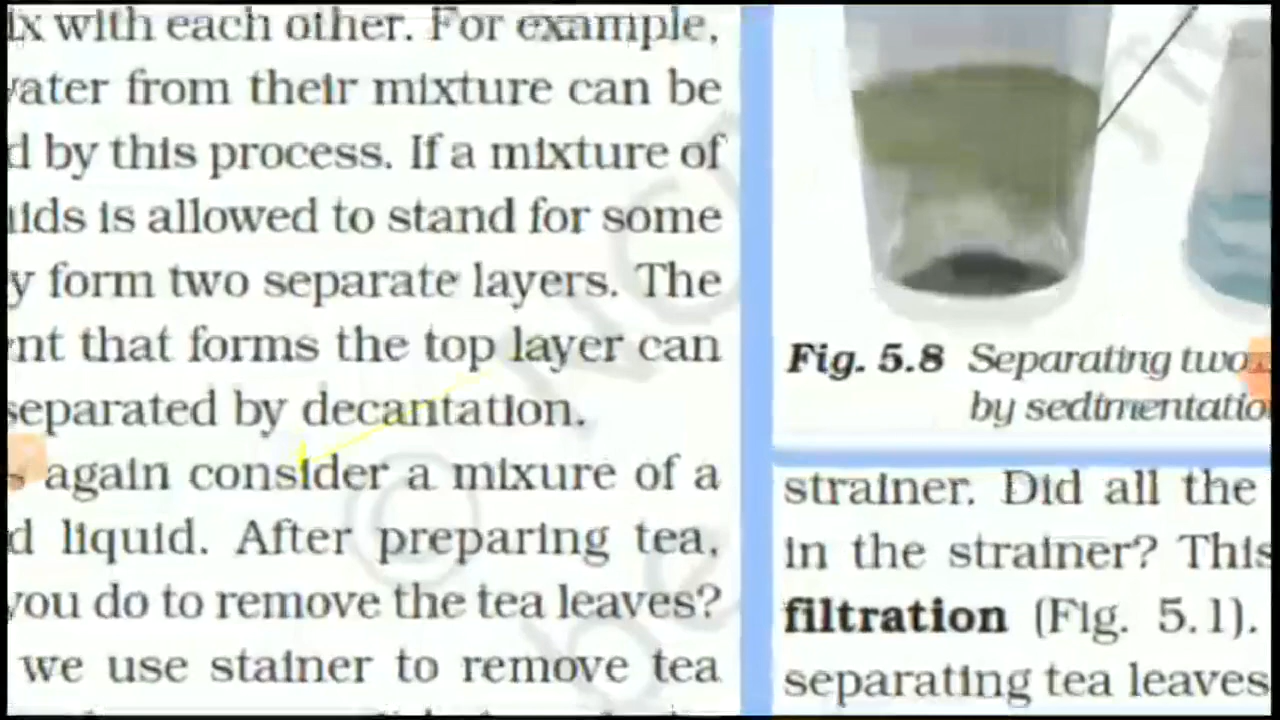 ix with each other. For example,
ater from their mixture can be
d by this process. If a mixture of
ids is allowed to stand for some
y form two separate layers. The
nt that forms the top layer can
separated by decantation.
again consider a mixure of a
d liquid. After preparing tea,
you do to remove the tea leaves?
we use stainer to remove tea
Fig. 5.8 Separating two
by sedimentatio
strainer. Did all the
in the strainer? This
filtration (Fig. 5.1).
separating tea leaves